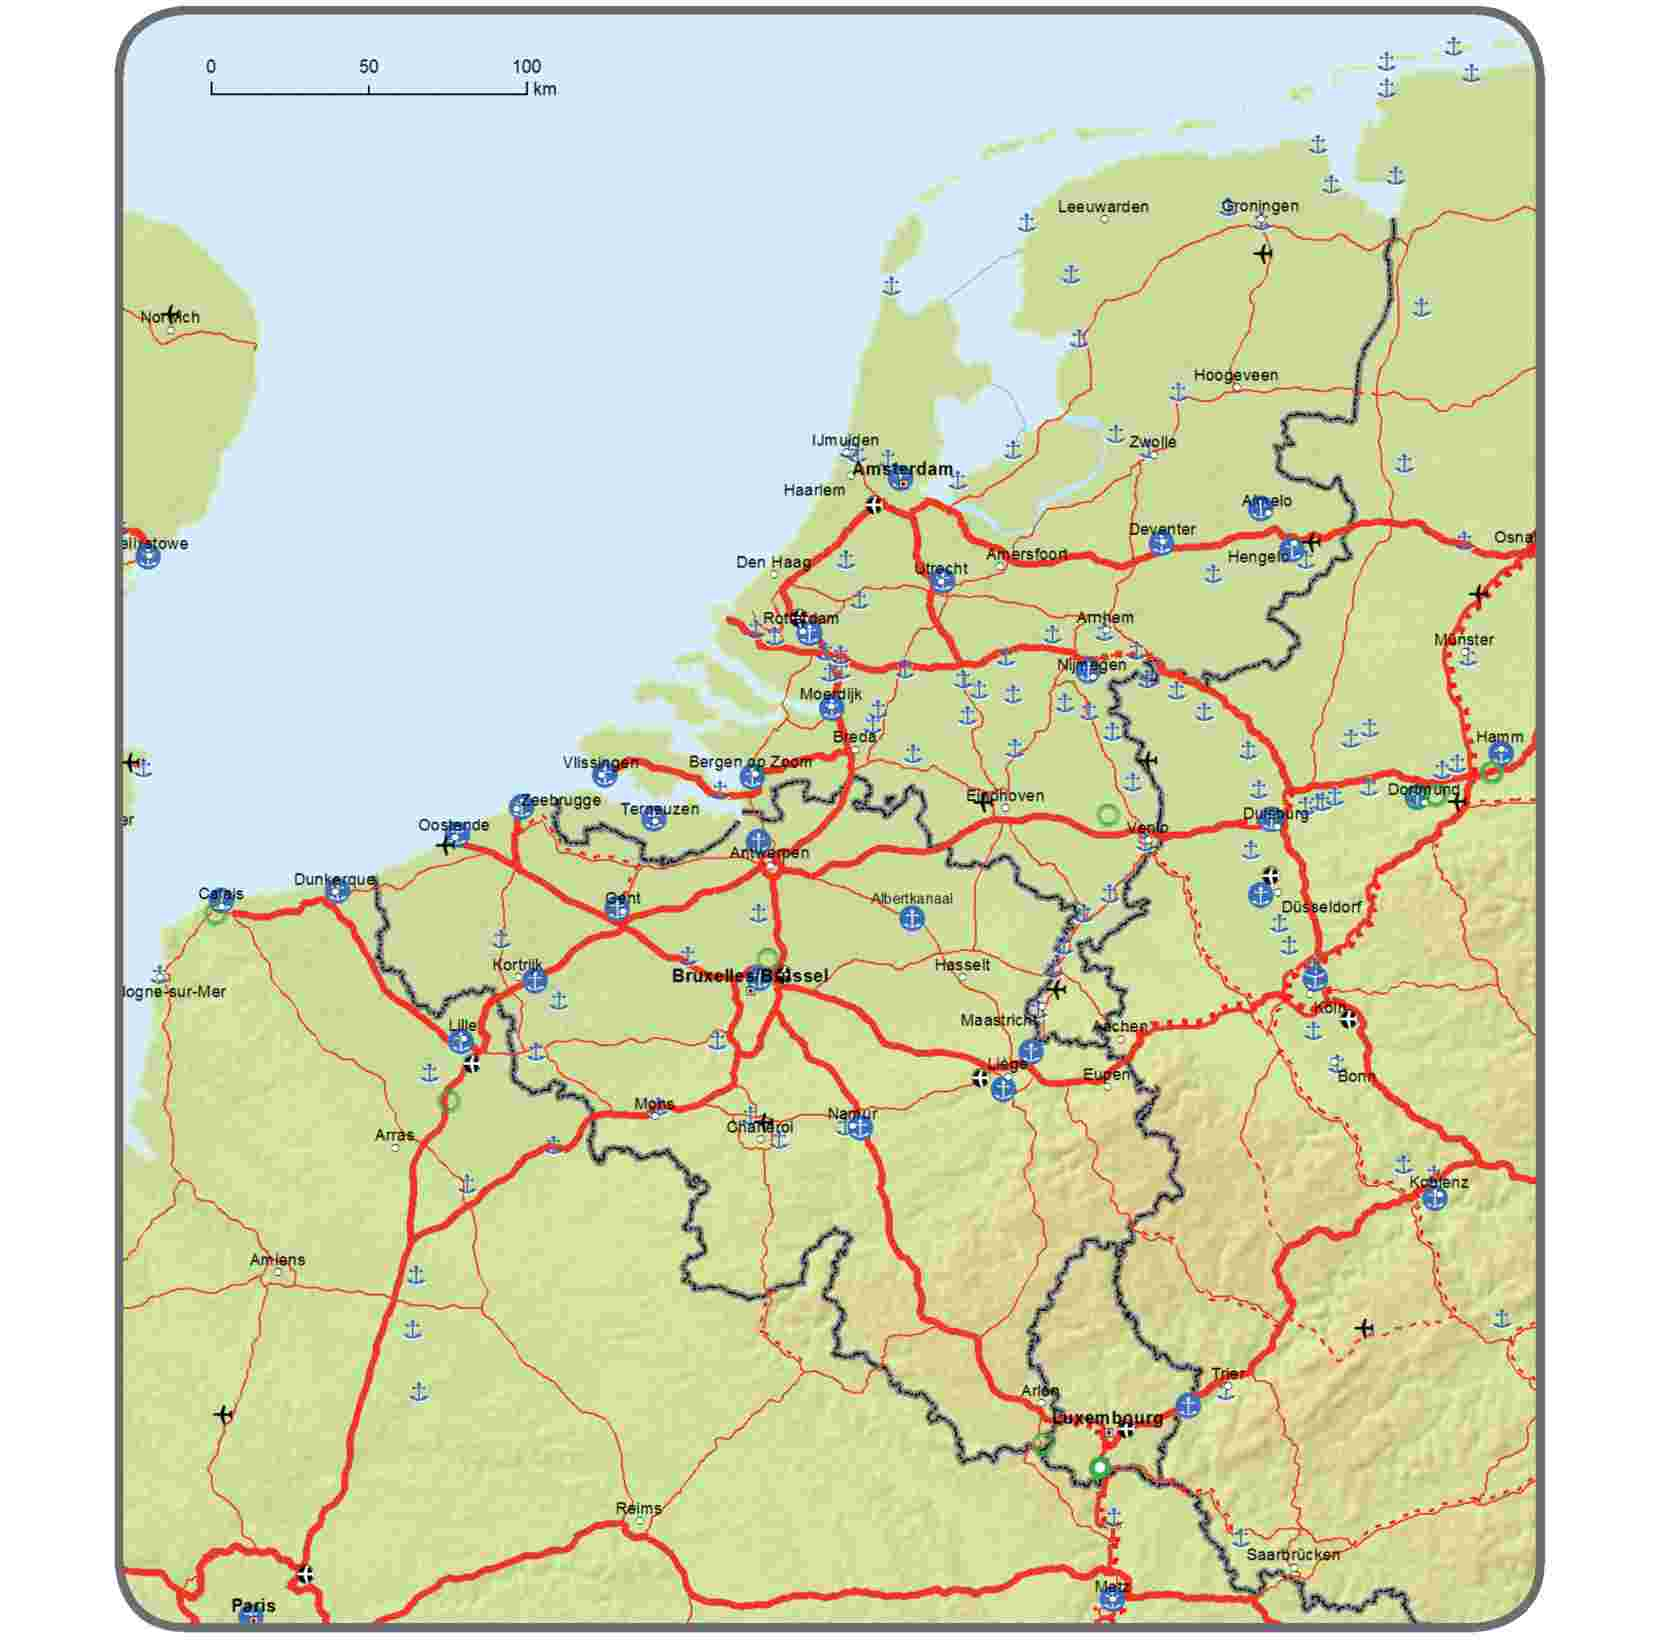 0 50 100
km
Leeuwarden
Groningen
Norwich
Hoogeveen
IJmuiden
Zwolle
Amsterdam
Haarlem
Almelo
Deventer
Osna
elixstowe
Hengelo
Amersfoort
Den Haag
Utrecht
Rotterdam
Arnhem
Münster
Nijmegen
Moerdijk
Breda
Hamm
Vlissingen
Bergen op Zoom
Dortmund
Eindhoven
Zeebrugge
Terneuzen
Duisburg
er
Oostende
Venlo
Antwerpen
Dunkerque
Calais
Gent
Albertkanaal
Düsseldorf
Kortrijk
Hasselt
Bruxelles/Brussel
logne-sur-Mer
Köln
Maastricht
Lille
Aachen
Liège
Eupen
Bonn
Mons
Namur
Charleroi
Arras
Koblenz
Amiens
Trier
Arlon
Luxembourg
Reims
Saarbrücken
Metz
Paris